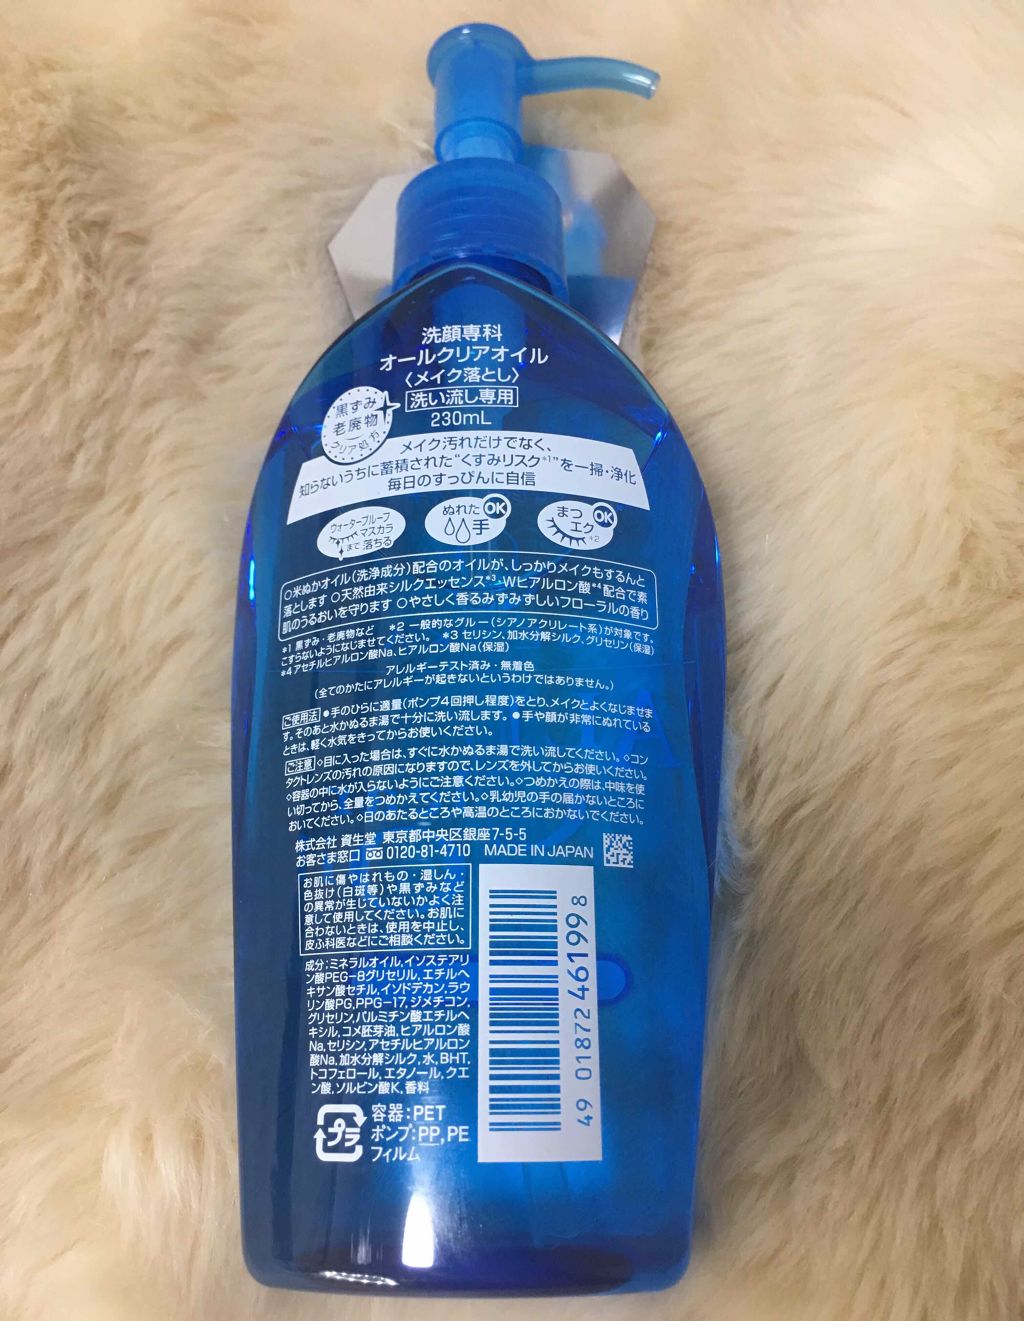 洗顔専科
オールクリアオイル
〈メイク落とし〉
洗い流し専用
230mL
黒ずみ
老廃物
クリア処方
メイク汚れだけでなく、
知らないうちに蓄積された“くすみリスク*1”を一掃・浄化
毎日のすっぴんに自信
ウォータープルーフ
マスカラ
まで落ちる
ぬれた
手
OK
まつ
エク*2
OK
○米ぬかオイル(洗浄成分)配合のオイルが、しっかりメイクもするんと
落とします ○天然由来シルクエッセンス*3・Wヒアルロン酸*4配合で素
肌のうるおいを守ります ○やさしく香るみずみずしいフローラルの香り
*1 黒ずみ・老廃物など *2 一般的なグルー(シアノアクリレート系)が対象です。
こすらないようになじませてください。 *3 セリシン、加水分解シルク、グリセリン(保湿)
*4 アセチルヒアルロン酸Na、ヒアルロン酸Na(保湿)
アレルギーテスト済み・無着色
(全てのかたにアレルギーが起きないというわけではありません。)
ご使用法 ●手のひらに適量(ポンプ4回押し程度)をとり、メイクとよくなじませま
す。そのあと水かぬるま湯で十分に洗い流します。●手や顔が非常にぬれている
ときは、軽く水気をきってからお使いください。
ご注意 ◇目に入った場合は、すぐに水かぬるま湯で洗い流してください。◇コン
タクトレンズの汚れの原因になりますので、レンズを外してからお使いください。
◇容器の中に水が入らないようにご注意ください。◇つめかえの際は、中味を使
い切ってから、全量をつめかえてください。◇乳幼児の手の届かないところに
おいてください。◇日のあたるところや高温のところにおかないでください。
株式会社 資生堂 東京都中央区銀座7-5-5
お客さま窓口 0120-81-4710 MADE IN JAPAN
お肌に傷やはれもの・湿しん・
色抜け(白斑等)や黒ずみなど
の異常が生じていないかよく注
意して使用してください。お肌に
合わないときは、使用を中止し、
皮ふ科医などにご相談ください。
成分:ミネラルオイル,イソステアリ
ン酸PEG-8グリセリル,エチルヘ
キサン酸セチル,イソドデカン,ラウ
リン酸PG,PPG-17,ジメチコン,
グリセリン,パルミチン酸エチルヘ
キシル,コメ胚芽油,ヒアルロン酸
Na,セリシン,アセチルヒアルロン
酸Na,加水分解シルク,水,BHT,
トコフェロール,エタノール,クエ
ン酸,ソルビン酸K,香料
プラ
容器:PET
ポンプ:PP,PE
フィルム
49 01872 461998